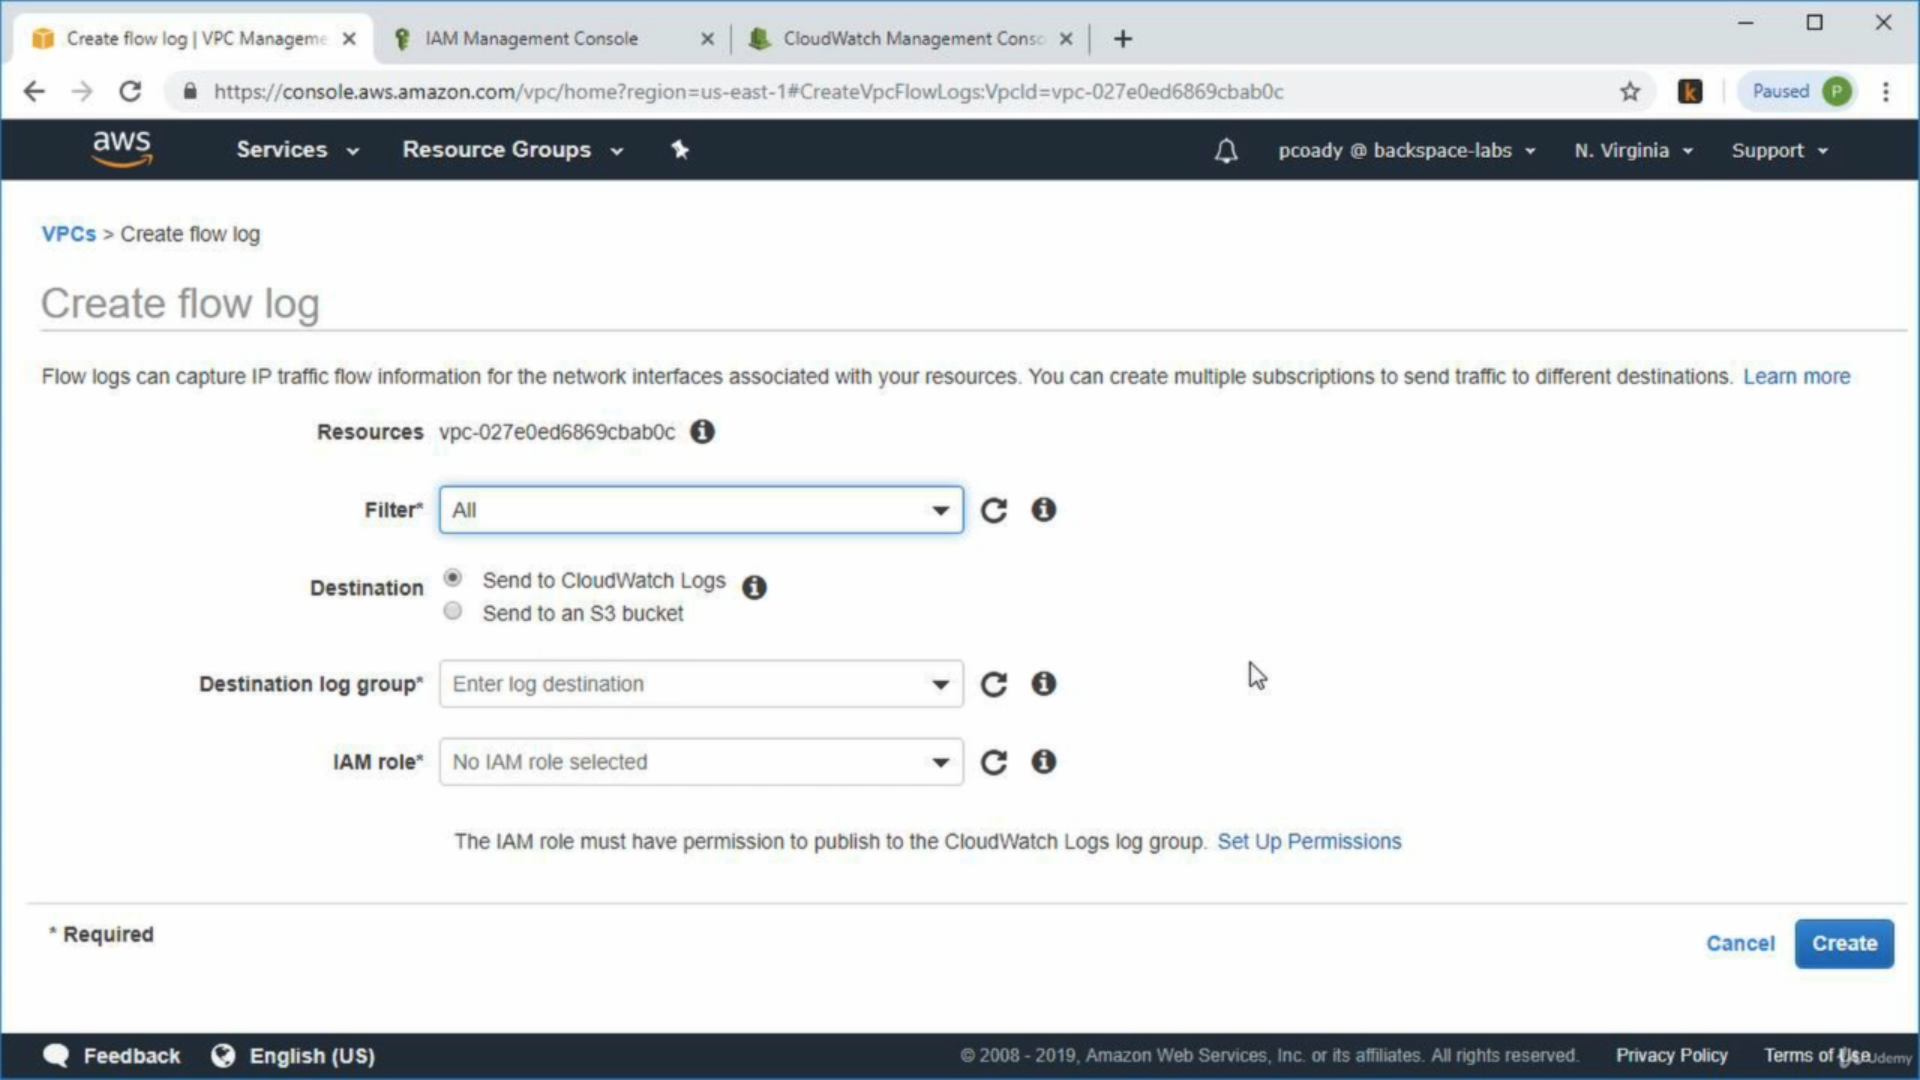 Create flow log | VPC Manageme
IAM Management Console
CloudWatch Management Conso
https://console.aws.amazon.com/vpc/home?region=us-east-1#CreateVpcFlowLogs:VpcId=vpc-027e0ed6869cbab0c
k
Paused P
aws
Services
Resource Groups
pcoady @ backspace-labs
N. Virginia
Support
VPCs > Create flow log
Create flow log
Flow logs can capture IP traffic flow information for the network interfaces associated with your resources. You can create multiple subscriptions to send traffic to different destinations. Learn more
Resources vpc-027e0ed6869cbab0c
Filter* All
Destination
Send to CloudWatch Logs
Send to an S3 bucket
Destination log group* Enter log destination
IAM role* No IAM role selected
The IAM role must have permission to publish to the CloudWatch Logs log group. Set Up Permissions
* Required
Cancel
Create
Feedback
English (US)
© 2008 - 2019, Amazon Web Services, Inc. or its affiliates. All rights reserved.
Privacy Policy
Terms of Use
Udemy